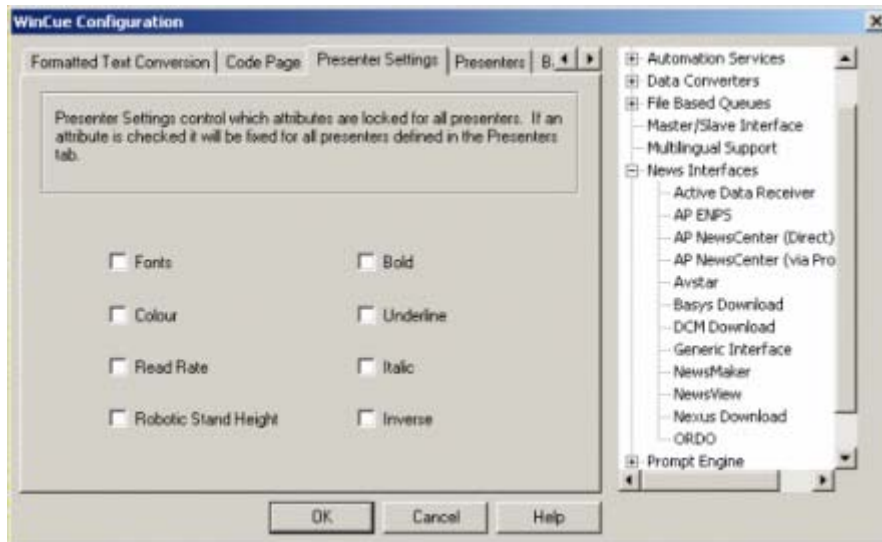 WinCue Configuration
Formatted Text Conversion
Code Page
Presenter Settings
Presenters
B
Presenter Settings control which attributes are locked for all presenters. If an
attribute is checked it will be fixed for all presenters defined in the Presenters
tab.
Fonts
Bold
Colour
Underline
Read Rate
Italic
Robotic Stand Height
Inverse
OK
Cancel
Help
Automation Services
Data Converters
File Based Queues
Master/Slave Interface
Multilingual Support
News Interfaces
Active Data Receiver
AP ENPS
AP NewsCenter (Direct)
AP NewsCenter (via Pro
Avstar
Basys Download
DCM Download
Generic Interface
NewsMaker
NewsView
Nexus Download
ORDO
Prompt Engine